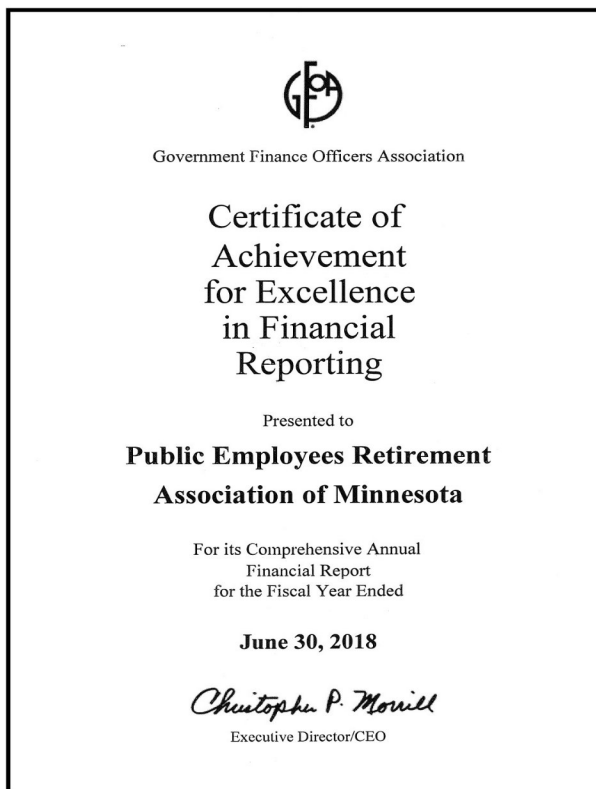 GFOA
Government Finance Officers Association
Certificate of
Achievement
for Excellence
in Financial
Reporting
Presented to
Public Employees Retirement
Association of Minnesota
For its Comprehensive Annual
Financial Report
for the Fiscal Year Ended
June 30, 2018
Christopher P. Morrill
Executive Director/CEO